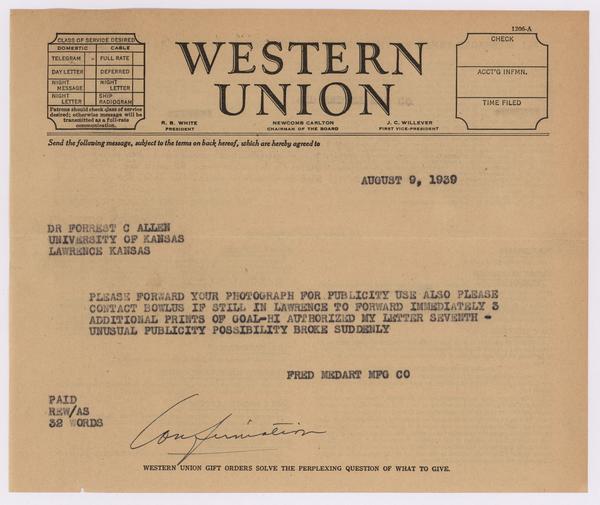 1206-A
CLASS OF SERVICE DESIRED
DOMESTIC CABLE
TELEGRAM FULL RATE
DAY LETTER DEFERRED
NIGHT MESSAGE NIGHT LETTER
NIGHT LETTER SHIP RADIOGRAM
Patrons should check class of service
desired; otherwise message will be
transmitted as a full-rate
communication.
WESTERN
UNION
CHECK
ACCT'G INFMN.
TIME FILED
R. B. WHITE
PRESIDENT
NEWCOMB CARLTON
CHAIRMAN OF THE BOARD
J. C. WILLEVER
FIRST VICE-PRESIDENT
Send the following message, subject to the terms on back hereof, which are hereby agreed to
AUGUST 9, 1939
DR FORREST C ALLEN
UNIVERSITY OF KANSAS
LAWRENCE KANSAS
PLEASE FORWARD YOUR PHOTOGRAPH FOR PUBLICITY USE ALSO PLEASE
CONTACT BOWLUS IF STILL IN LAWRENCE TO FORWARD IMMEDIATELY 3
ADDITIONAL PRINTS OF GOAL-HI AUTHORIZED MY LETTER SEVENTH -
UNUSUAL PUBLICITY POSSIBILITY BROKE SUDDENLY
FRED MEDART MFG CO
PAID
REW/AS
32 WORDS
Confirmation
WESTERN UNION GIFT ORDERS SOLVE THE PERPLEXING QUESTION OF WHAT TO GIVE.